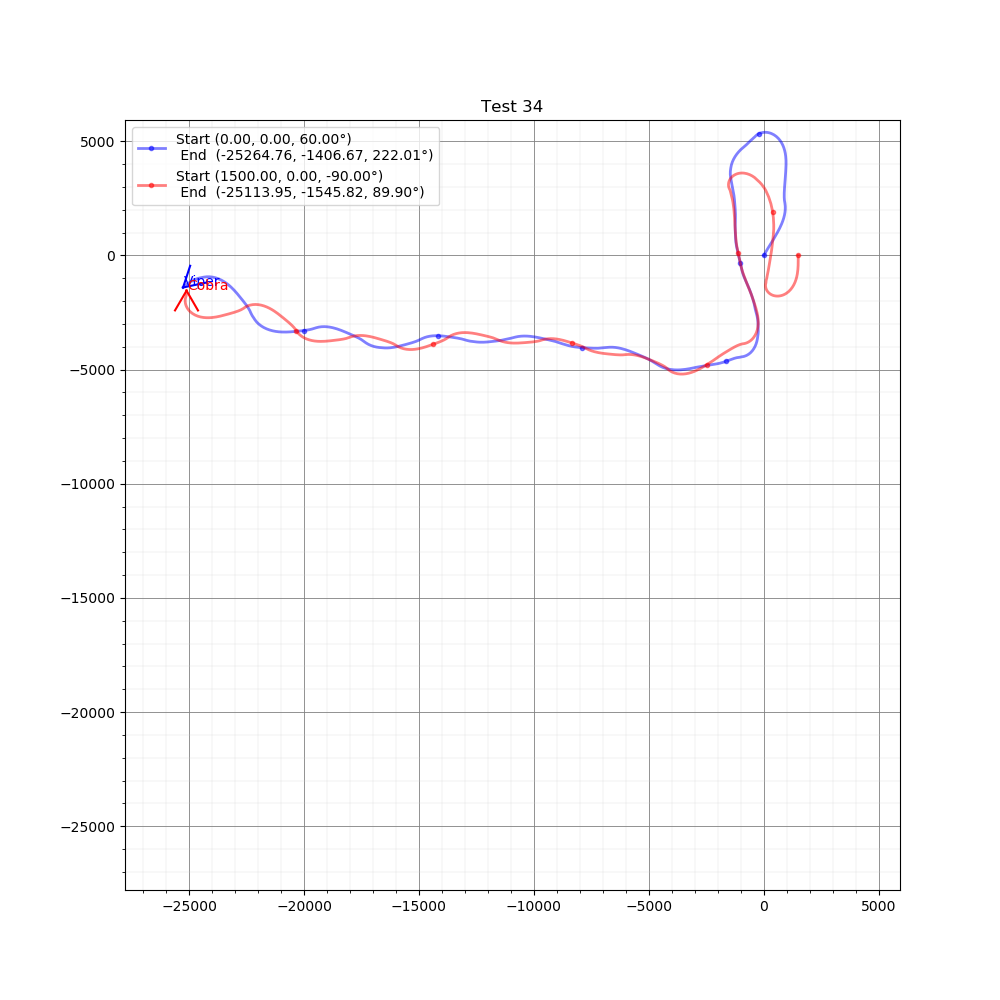 Test 34
Start (0.00, 0.00, 60.00°)
End  (-25264.76, -1406.67, 222.01°)
Start (1500.00, 0.00, -90.00°)
End  (-25113.95, -1545.82, 89.90°)
5000
0
Viper
Cobra
−5000
−10000
−15000
−20000
−25000
−25000 −20000 −15000 −10000 −5000 0 5000